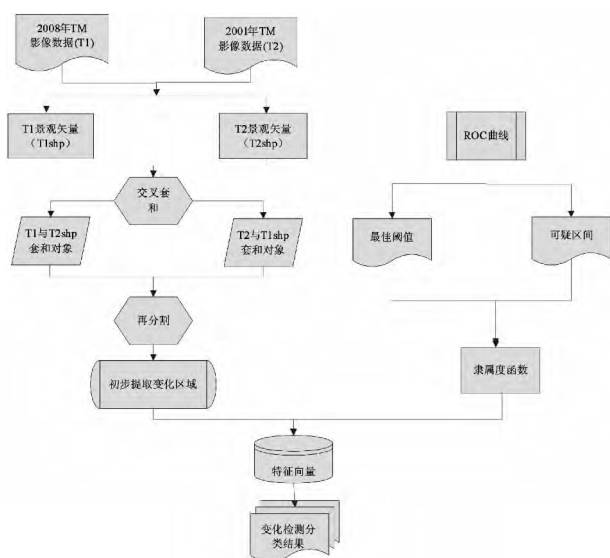 2008年TM
影像数据(T1)
2001年TM
影像数据(T2)
T1景观矢量
(T1shp)
T2景观矢量
(T2shp)
ROC曲线
交叉套
和
T1与T2shp
套和对象
T2与T1shp
套和对象
最佳阈值
可疑区间
再分割
初步提取变化区域
隶属度函数
特征向量
变化检测分
类结果